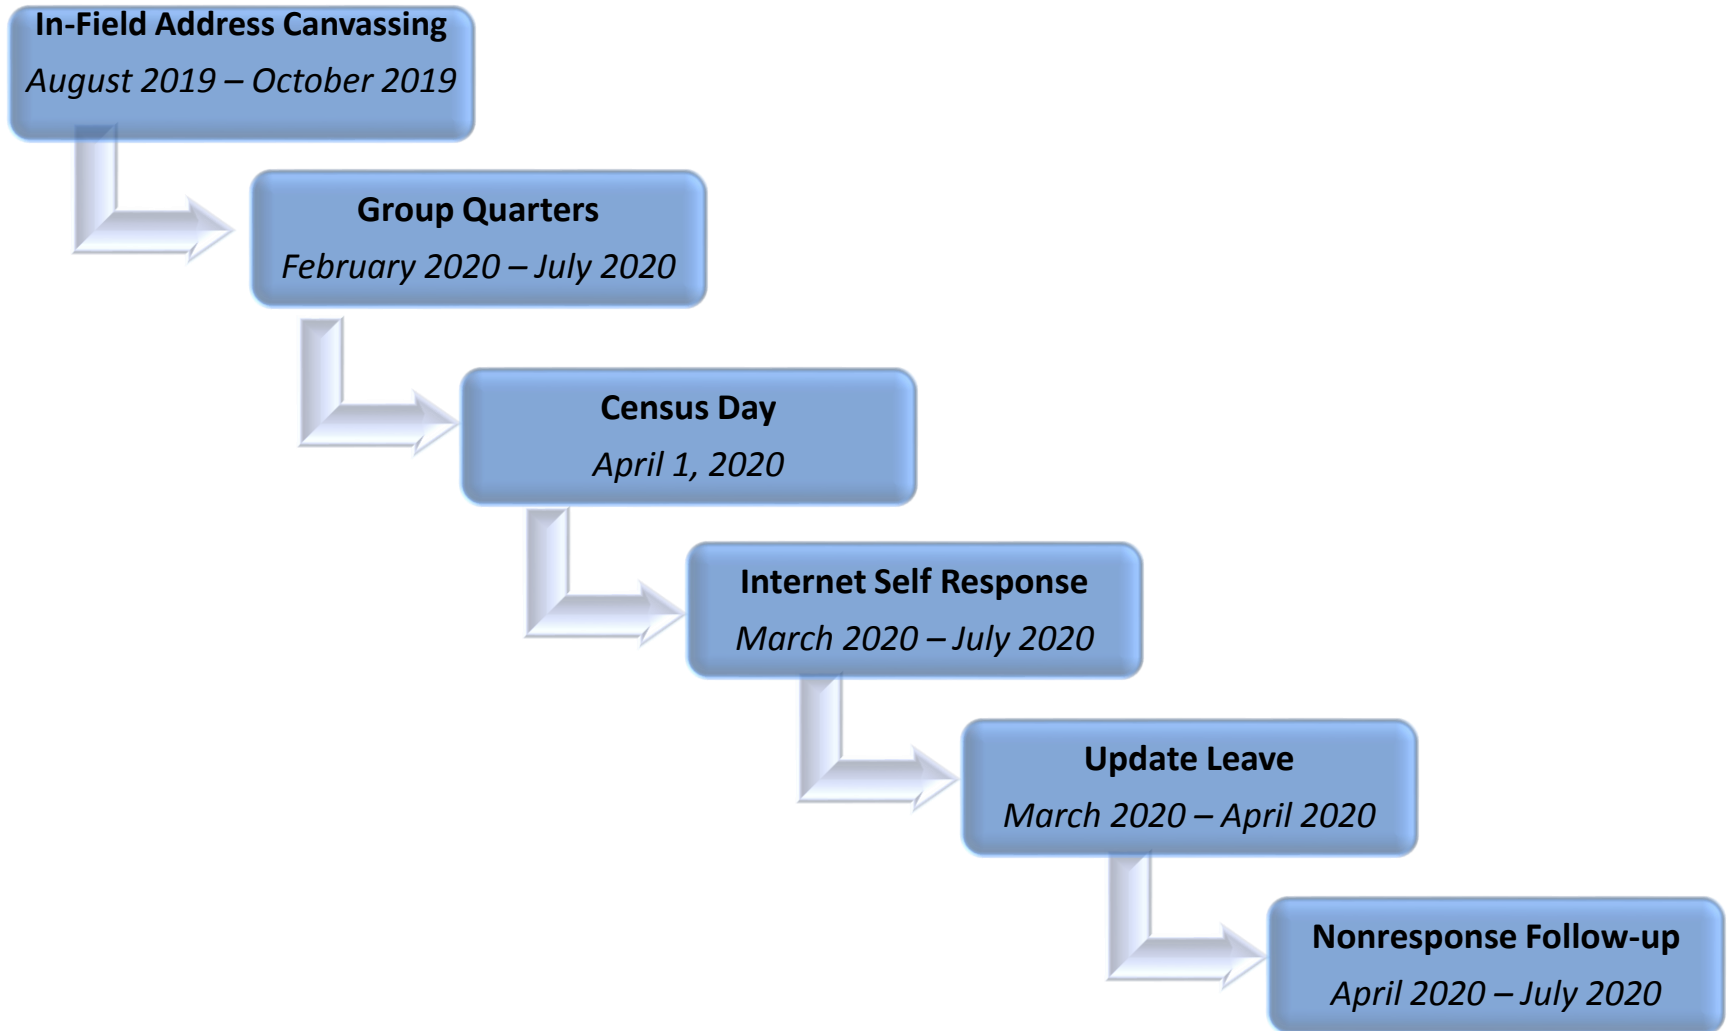 In-Field Address Canvassing
August 2019 – October 2019
Group Quarters
February 2020 – July 2020
Census Day
April 1, 2020
Internet Self Response
March 2020 – July 2020
Update Leave
March 2020 – April 2020
Nonresponse Follow-up
April 2020 – July 2020